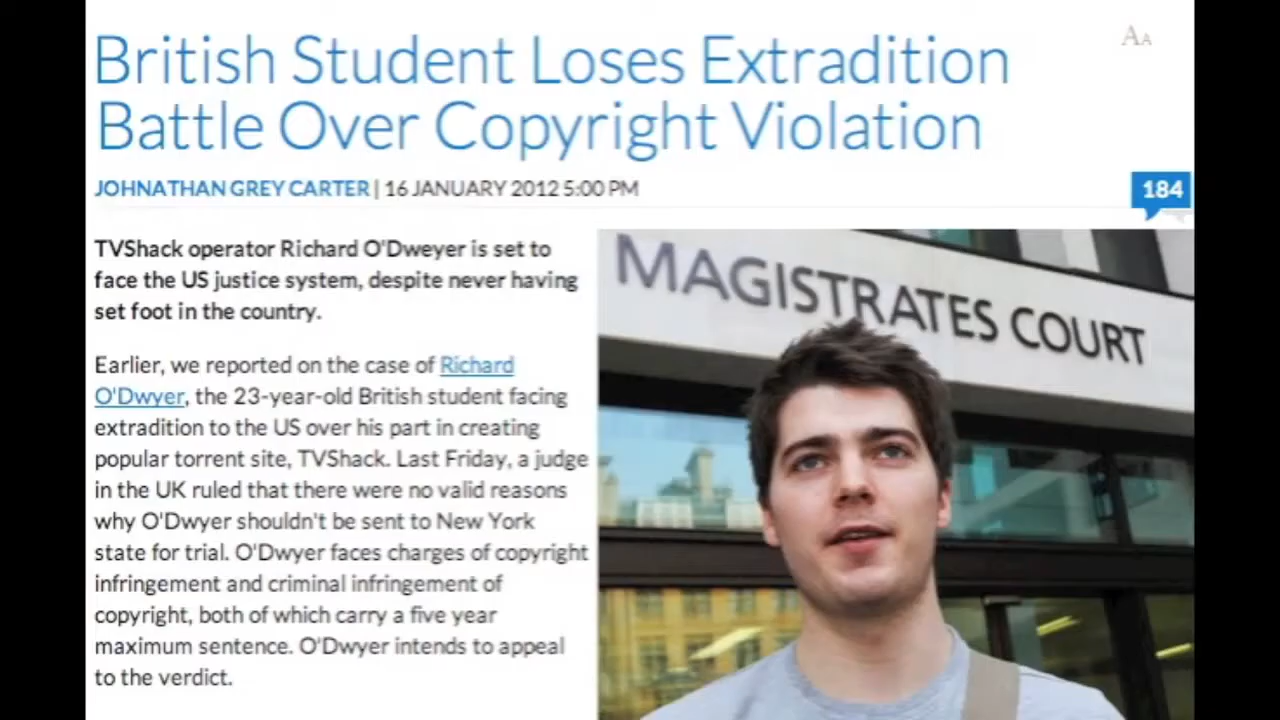 AA
British Student Loses Extradition
Battle Over Copyright Violation
JOHNATHAN GREY CARTER | 16 JANUARY 2012 5:00 PM
184
TVShack operator Richard O'Dweyer is set to
face the US justice system, despite never having
set foot in the country.
Earlier, we reported on the case of Richard
O'Dwyer, the 23-year-old British student facing
extradition to the US over his part in creating
popular torrent site, TVShack. Last Friday, a judge
in the UK ruled that there were no valid reasons
why O'Dwyer shouldn't be sent to New York
state for trial. O'Dwyer faces charges of copyright
infringement and criminal infringement of
copyright, both of which carry a five year
maximum sentence. O'Dwyer intends to appeal
to the verdict.
MAGISTRATES COURT